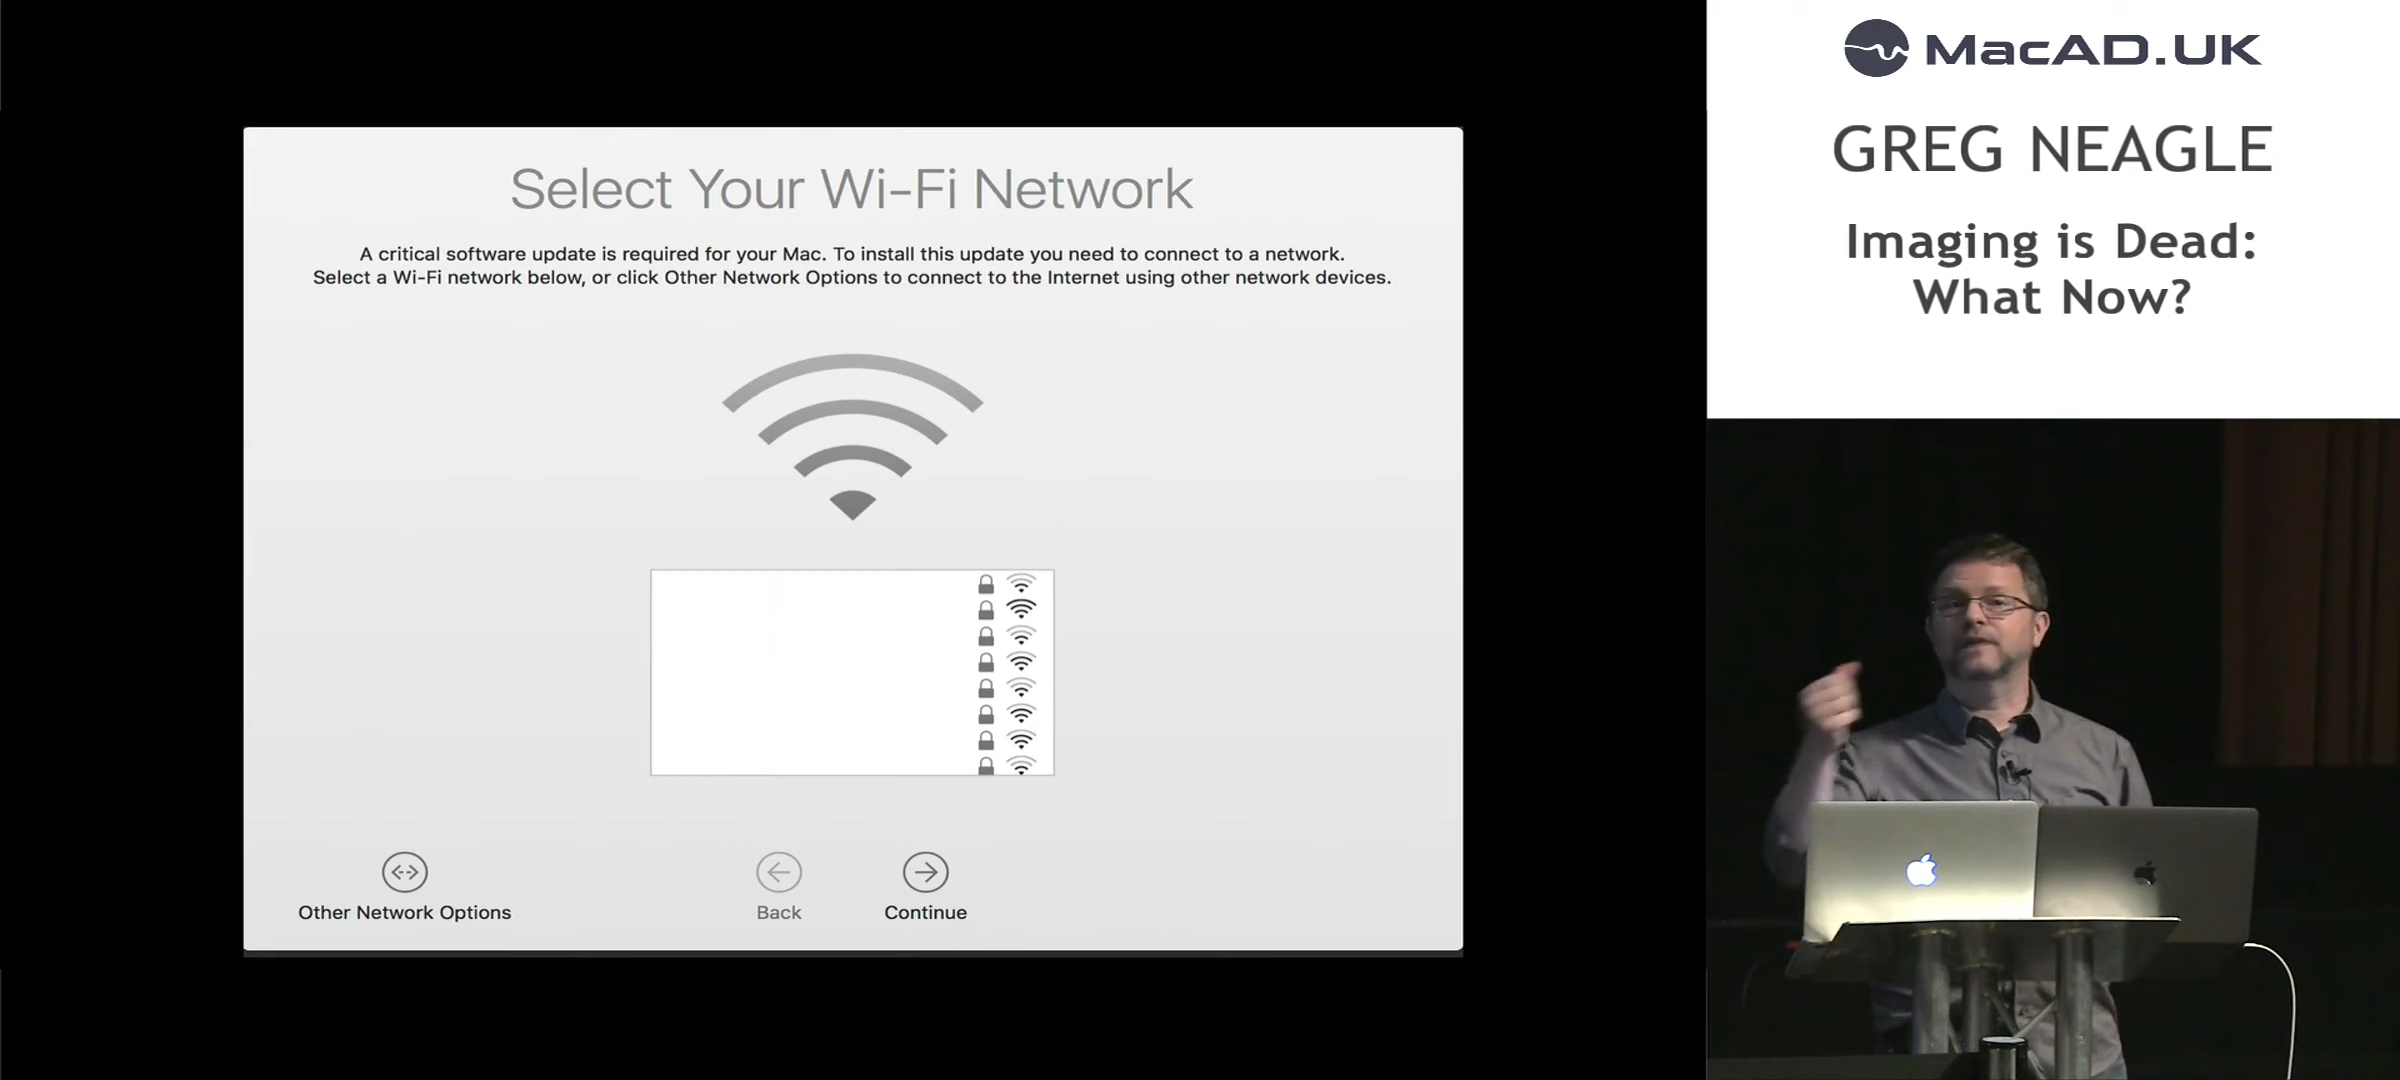 MacAD.UK
GREG NEAGLE
Imaging is Dead:
What Now?
Select Your Wi-Fi Network
A critical software update is required for your Mac. To install this update you need to connect to a network.
Select a Wi-Fi network below, or click Other Network Options to connect to the Internet using other network devices.
Other Network Options
Back
Continue